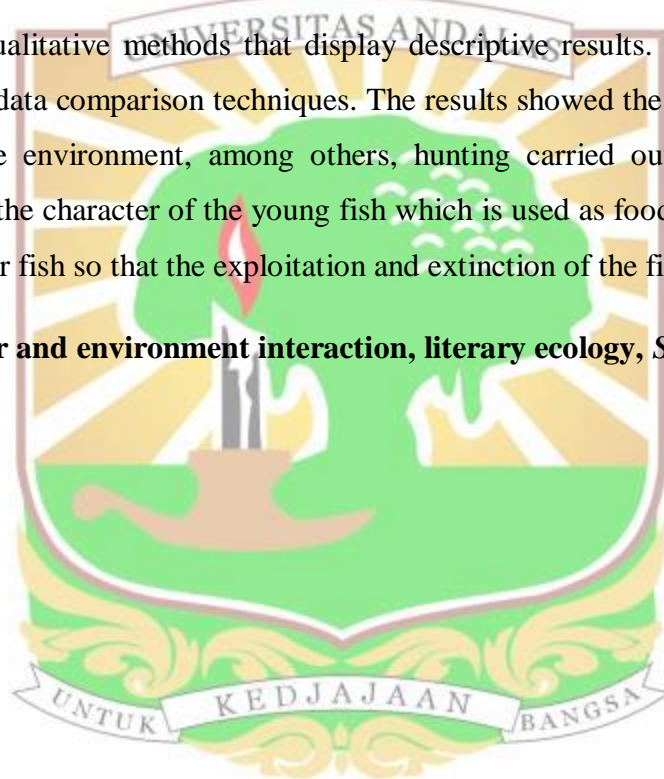 UNIVERSITAS ANDALAS
ualitative methods that display descriptive results.
data comparison techniques. The results showed the
e environment, among others, hunting carried ou
the character of the young fish which is used as food
r fish so that the exploitation and extinction of the fi
r and environment interaction, literary ecology, S
UNTUK KEDJAJAAN BANGSA